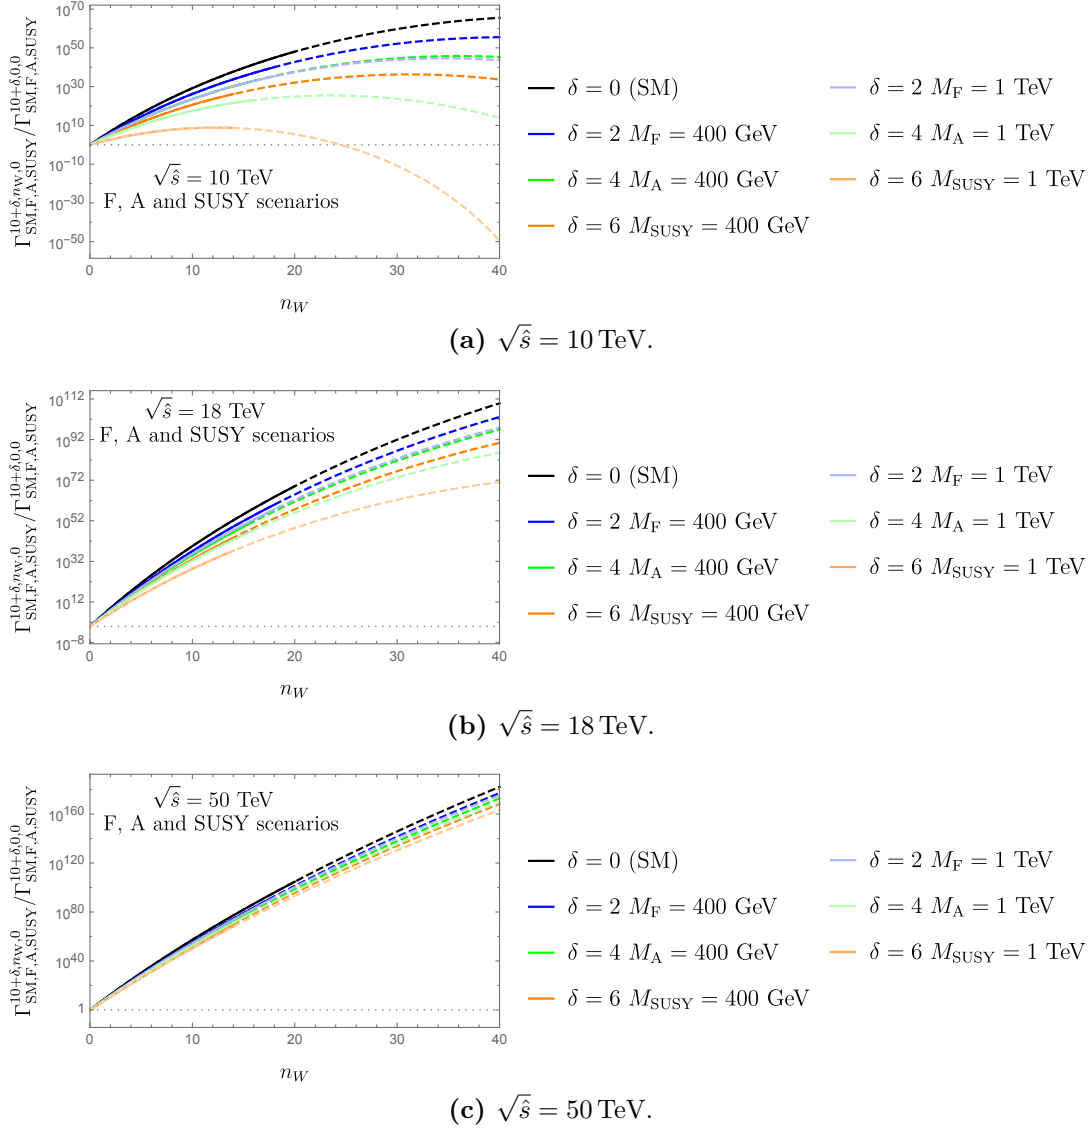 Γ^{10+δ,n_W,0}_{SM,F,A,SUSY}/Γ^{10+δ,0,0}_{SM,F,A,SUSY}
10^70
10^50
10^30
10^10
10^−10
10^−30
10^−50
√ŝ = 10 TeV
F, A and SUSY scenarios
0 10 20 30 40
n_W
δ = 0 (SM)
δ = 2 M_F = 400 GeV
δ = 4 M_A = 400 GeV
δ = 6 M_SUSY = 400 GeV
δ = 2 M_F = 1 TeV
δ = 4 M_A = 1 TeV
δ = 6 M_SUSY = 1 TeV
(a) √ŝ = 10 TeV.
Γ^{10+δ,n_W,0}_{SM,F,A,SUSY}/Γ^{10+δ,0,0}_{SM,F,A,SUSY}
10^112
10^92
10^72
10^52
10^32
10^12
10^−8
√ŝ = 18 TeV
F, A and SUSY scenarios
0 10 20 30 40
n_W
δ = 0 (SM)
δ = 2 M_F = 400 GeV
δ = 4 M_A = 400 GeV
δ = 6 M_SUSY = 400 GeV
δ = 2 M_F = 1 TeV
δ = 4 M_A = 1 TeV
δ = 6 M_SUSY = 1 TeV
(b) √ŝ = 18 TeV.
Γ^{10+δ,n_W,0}_{SM,F,A,SUSY}/Γ^{10+δ,0,0}_{SM,F,A,SUSY}
10^160
10^120
10^80
10^40
1
√ŝ = 50 TeV
F, A and SUSY scenarios
0 10 20 30 40
n_W
δ = 0 (SM)
δ = 2 M_F = 400 GeV
δ = 4 M_A = 400 GeV
δ = 6 M_SUSY = 400 GeV
δ = 2 M_F = 1 TeV
δ = 4 M_A = 1 TeV
δ = 6 M_SUSY = 1 TeV
(c) √ŝ = 50 TeV.